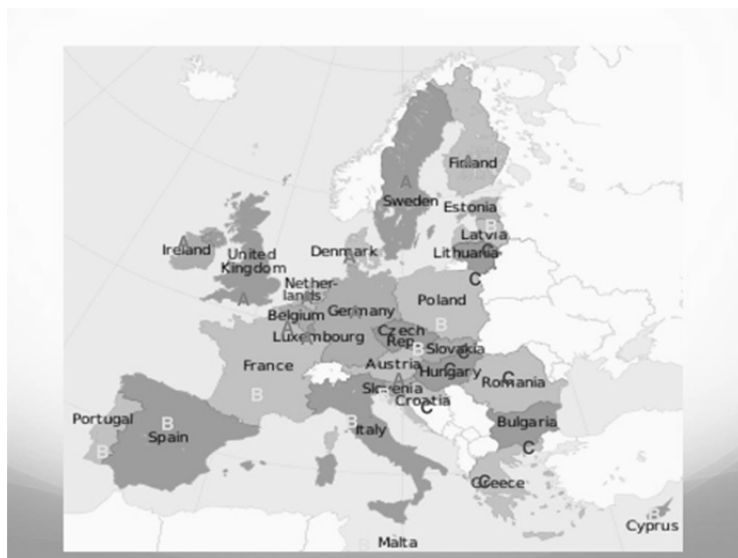 Finland
A
A
Sweden
Estonia
B
Latvia
A
Ireland
Denmark
A
United
Kingdom
Lithuania
C
C
Nether-
lands
A
A
Poland
Germany
A
Belgium
B
A
Czech
Rep.
Luxembourg
B
Slovakia
C
Austria
France
Hungary
C
A
Romania
C
Slovenia
B
Croatia
C
Portugal
B
B
Italy
Bulgaria
Spain
C
B
Greece
C
B
Cyprus
Malta
B